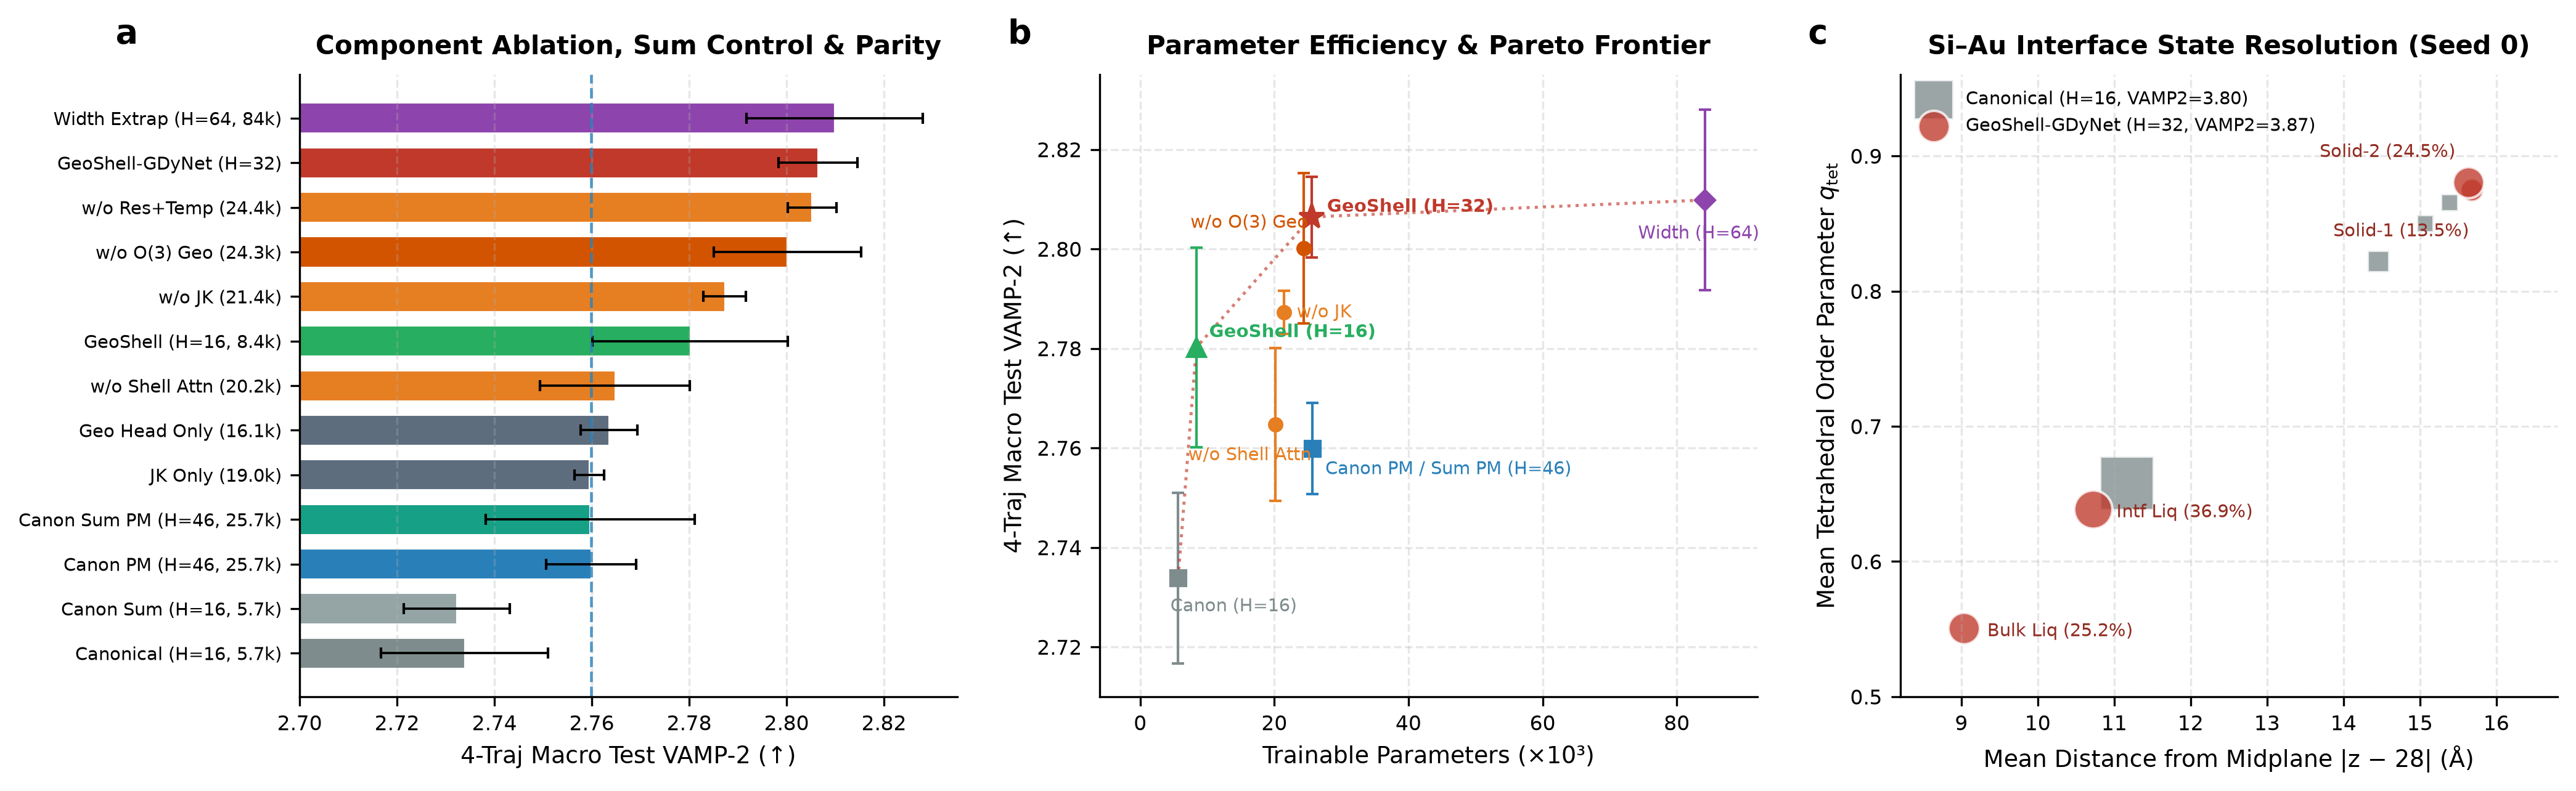 a
Component Ablation, Sum Control & Parity
Width Extrap (H=64, 84k)
GeoShell-GDyNet (H=32)
w/o Res+Temp (24.4k)
w/o O(3) Geo (24.3k)
w/o JK (21.4k)
GeoShell (H=16, 8.4k)
w/o Shell Attn (20.2k)
Geo Head Only (16.1k)
JK Only (19.0k)
Canon Sum PM (H=46, 25.7k)
Canon PM (H=46, 25.7k)
Canon Sum (H=16, 5.7k)
Canonical (H=16, 5.7k)
2.70 2.72 2.74 2.76 2.78 2.80 2.82
4-Traj Macro Test VAMP-2 (↑)
b
Parameter Efficiency & Pareto Frontier
4-Traj Macro Test VAMP-2 (↑)
2.82
2.80
2.78
2.76
2.74
2.72
GeoShell (H=32)
w/o O(3) Geo
Width (H=64)
w/o JK
GeoShell (H=16)
w/o Shell Attn
Canon PM / Sum PM (H=46)
Canon (H=16)
0 20 40 60 80
Trainable Parameters (×10³)
c
Si–Au Interface State Resolution (Seed 0)
Mean Tetrahedral Order Parameter qtet
0.9
0.8
0.7
0.6
0.5
Canonical (H=16, VAMP2=3.80)
GeoShell-GDyNet (H=32, VAMP2=3.87)
Solid-2 (24.5%)
Solid-1 (13.5%)
Intf Liq (36.9%)
Bulk Liq (25.2%)
9 10 11 12 13 14 15 16
Mean Distance from Midplane |z − 28| (Å)